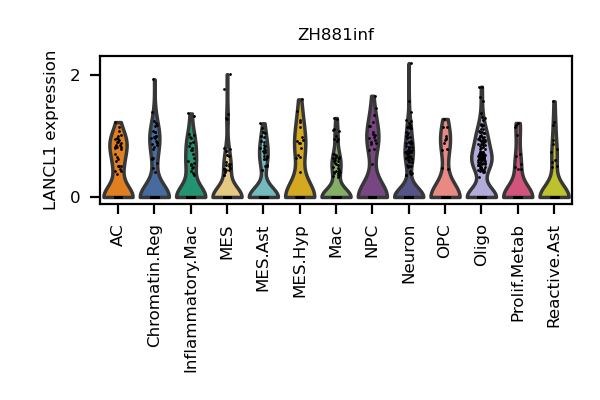 ZH881inf
LANCL1 expression
2
0
AC
Chromatin.Reg
Inflammatory.Mac
MES
MES.Ast
MES.Hyp
Mac
NPC
Neuron
OPC
Oligo
Prolif.Metab
Reactive.Ast